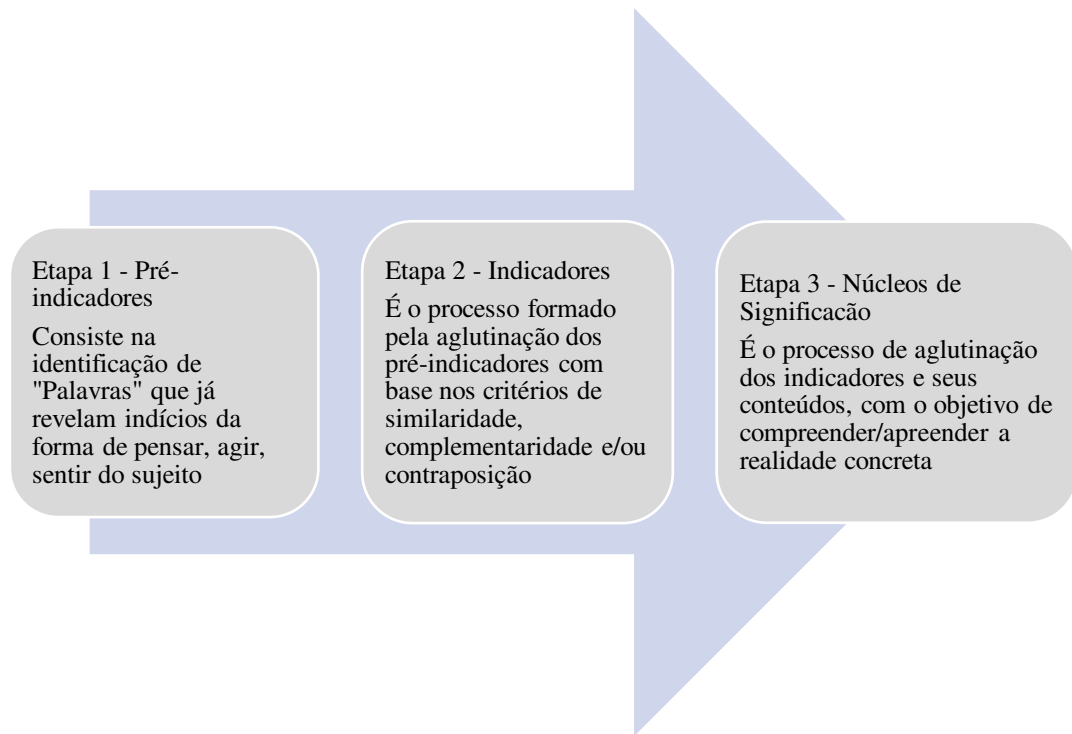 Etapa 1 - Pré-
indicadores
Consiste na
identificação de
"Palavras" que já
revelam indícios da
forma de pensar, agir,
sentir do sujeito
Etapa 2 - Indicadores
É o processo formado
pela aglutinação dos
pré-indicadores com
base nos critérios de
similaridade,
complementaridade e/ou
contraposição
Etapa 3 - Núcleos de
Significacão
É o processo de aglutinação
dos indicadores e seus
conteúdos, com o objetivo de
compreender/apreender a
realidade concreta